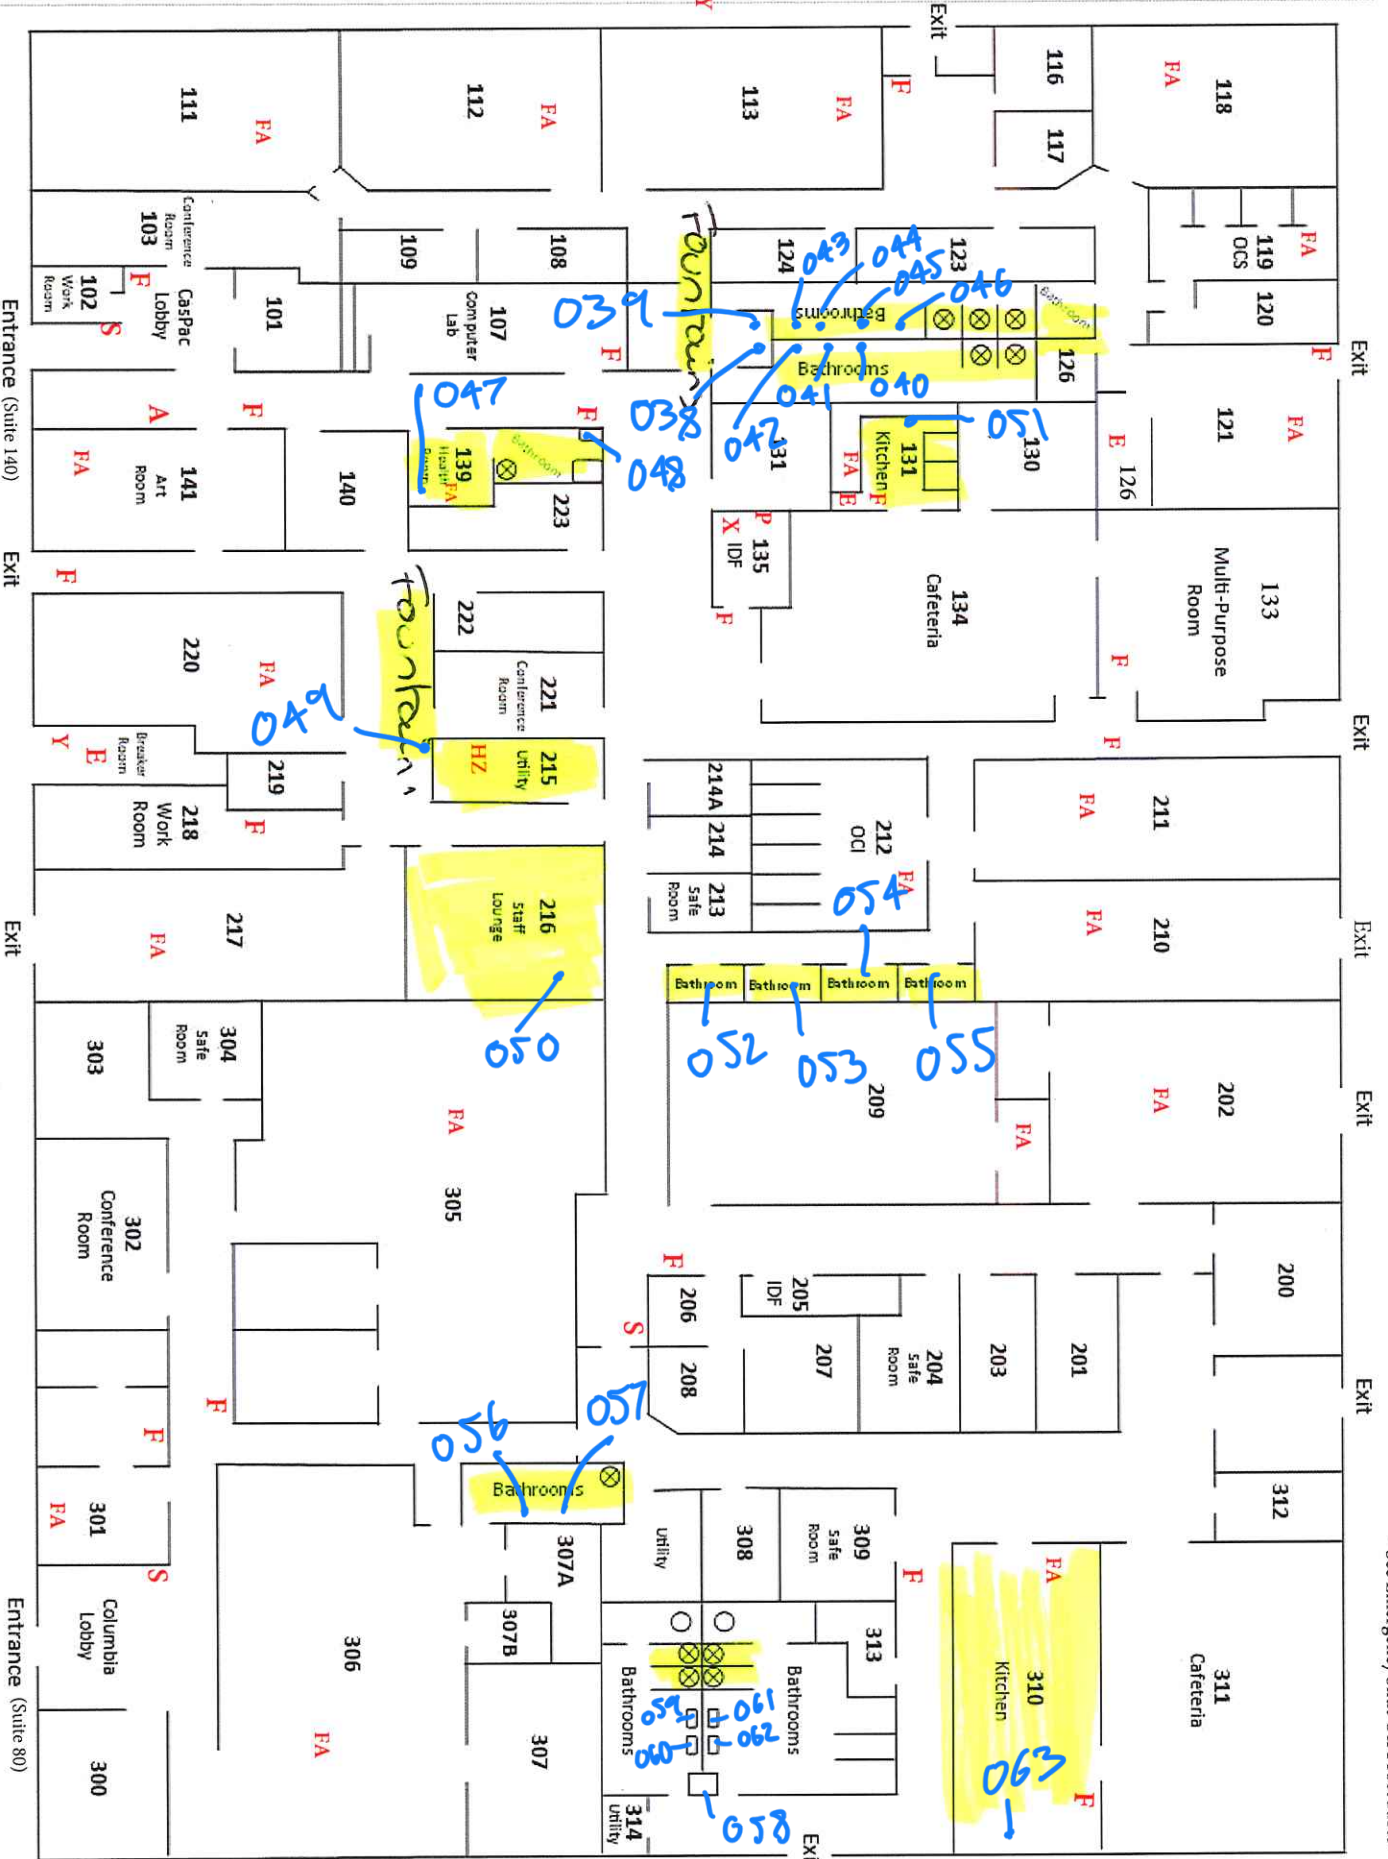 Y
Exit
111
FA
112
FA
113
FA
F
116
117
118
FA
Conference
Room
103
102
Work
Room
F
CasPac
Lobby
S
101
109
108
107
Computer
Lab
F
Fountain
124
123
043
044
045
046
039
Bathrooms
Bathroom
119
OCS
FA
120
Exit
F
Entrance (Suite 140)
A
F
047
F
038
042
041
040
Bathrooms
126
051
121
FA
E
126
141
Art
Room
FA
140
139
Health
Room
FA
Bathroom
048
223
131
131
Kitchen
FA
E
F
130
P
X
135
IDF
F
134
Cafeteria
133
Multi-Purpose
Room
F
Exit
F
Exit
F
220
FA
Fountain
222
221
Conference
Room
049
215
Utility
HZ
Breaker
Room
Y
E
219
218
Work
Room
F
214A
214
213
Safe
Room
212
OCI
FA
054
211
FA
210
FA
Exit
Exit
217
FA
216
Staff
Lounge
050
Bathroom
Bathroom
Bathroom
Bathroom
052
053
055
303
304
Safe
Room
FA
305
209
FA
202
FA
Exit
302
Conference
Room
F
F
F
206
S
208
205
IDF
207
204
Safe
Room
203
201
200
Exit
056
057
Bathrooms
301
FA
S
307A
307B
Utility
308
309
Safe
Room
F
312
FA
Entrance (Suite 80)
Columbia
Lobby
306
FA
307
313
Bathrooms
Bathrooms
059
060
061
062
058
310
Kitchen
F
063
311
Cafeteria
300
314
Utility
Exi